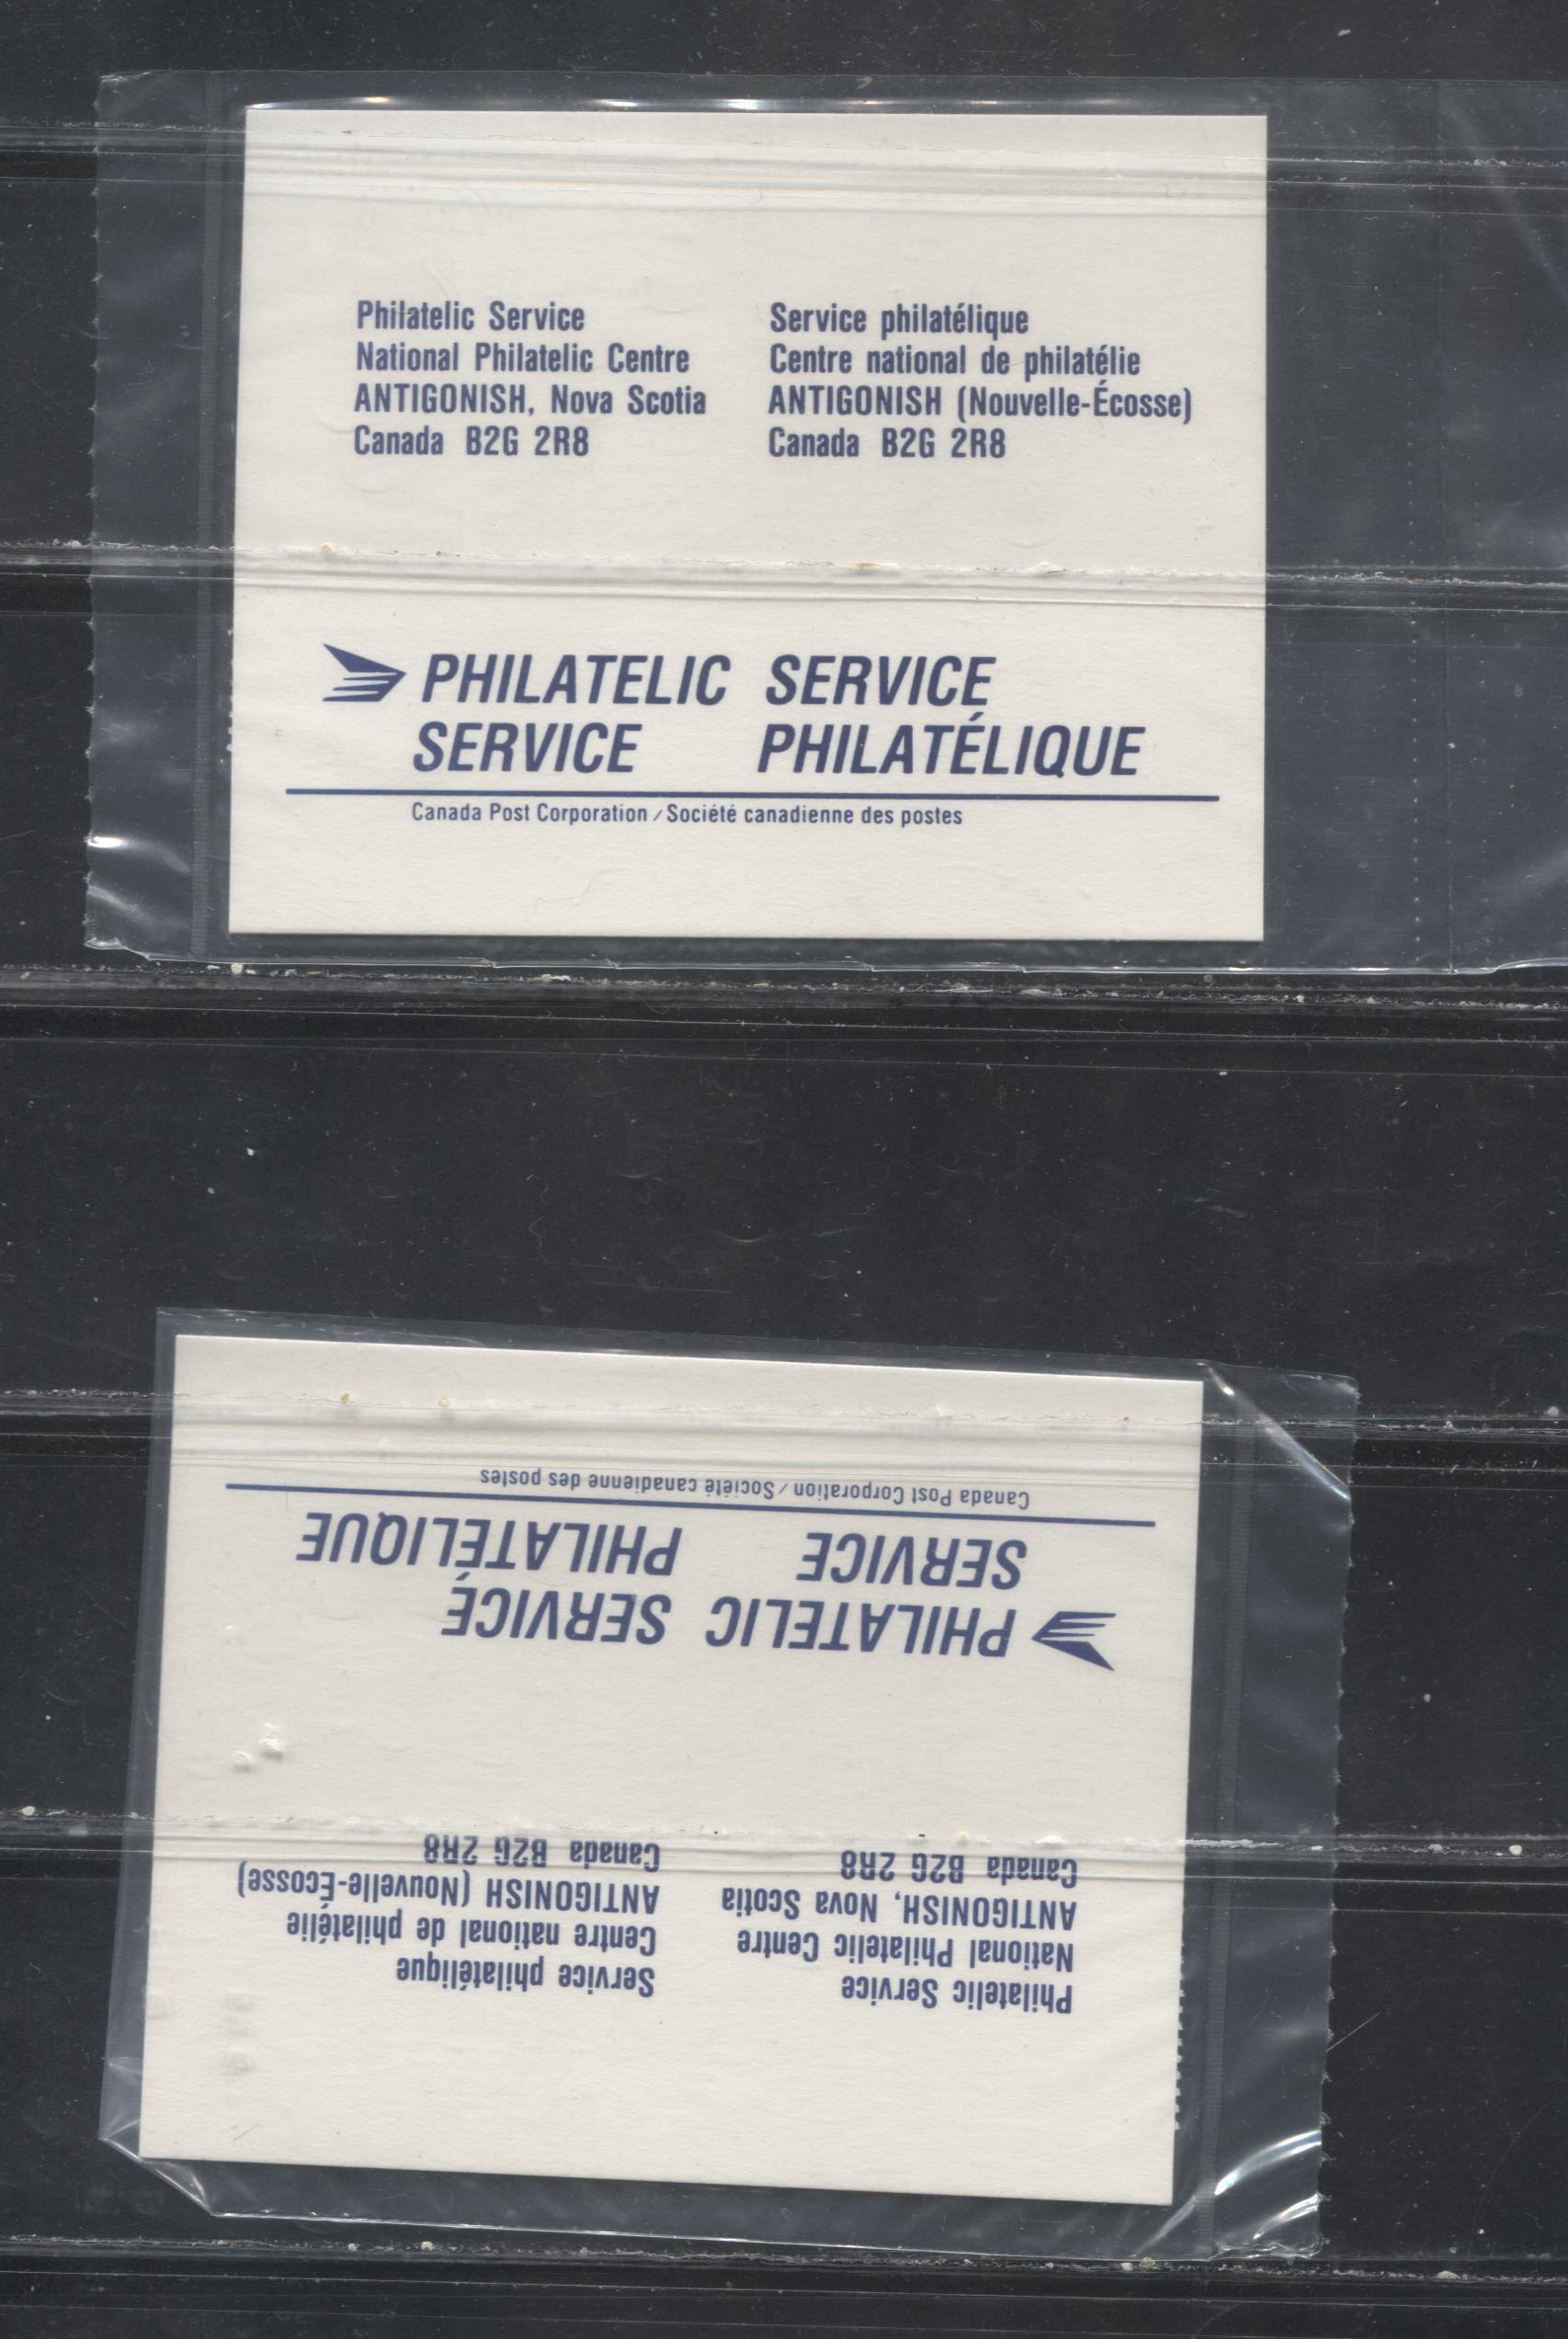 Philatelic Service
National Philatelic Centre
ANTIGONISH, Nova Scotia
Canada B2G 2R8
Service philatélique
Centre national de philatélie
ANTIGONISH (Nouvelle-Écosse)
Canada B2G 2R8
PHILATELIC SERVICE
SERVICE PHILATÉLIQUE
Canada Post Corporation / Société canadienne des postes
Philatelic Service
National Philatelic Centre
ANTIGONISH, Nova Scotia
Canada B2G 2R8
Service philatélique
Centre national de philatélie
ANTIGONISH (Nouvelle-Écosse)
Canada B2G 2R8
PHILATELIC SERVICE
SERVICE PHILATÉLIQUE
Canada Post Corporation / Société canadienne des postes